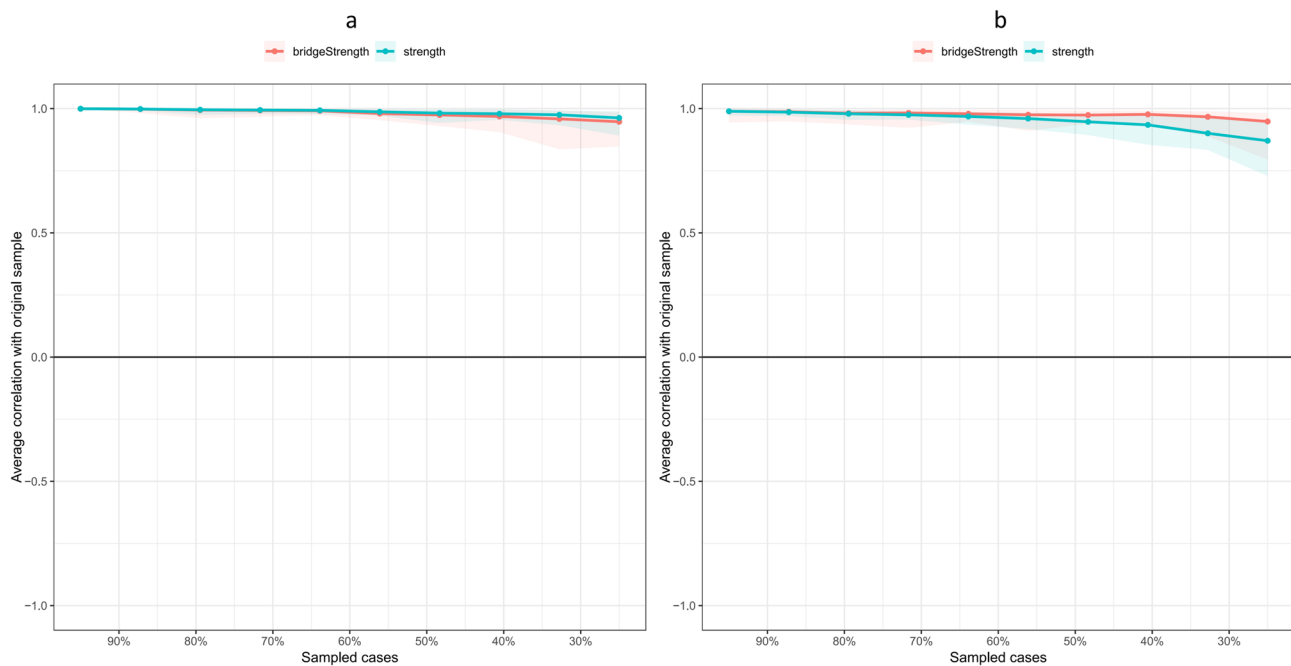 a
bridgeStrength strength
1.0
0.5
0.0
−0.5
−1.0
Average correlation with original sample
90% 80% 70% 60% 50% 40% 30%
Sampled cases
b
bridgeStrength strength
1.0
0.5
0.0
−0.5
−1.0
Average correlation with original sample
90% 80% 70% 60% 50% 40% 30%
Sampled cases